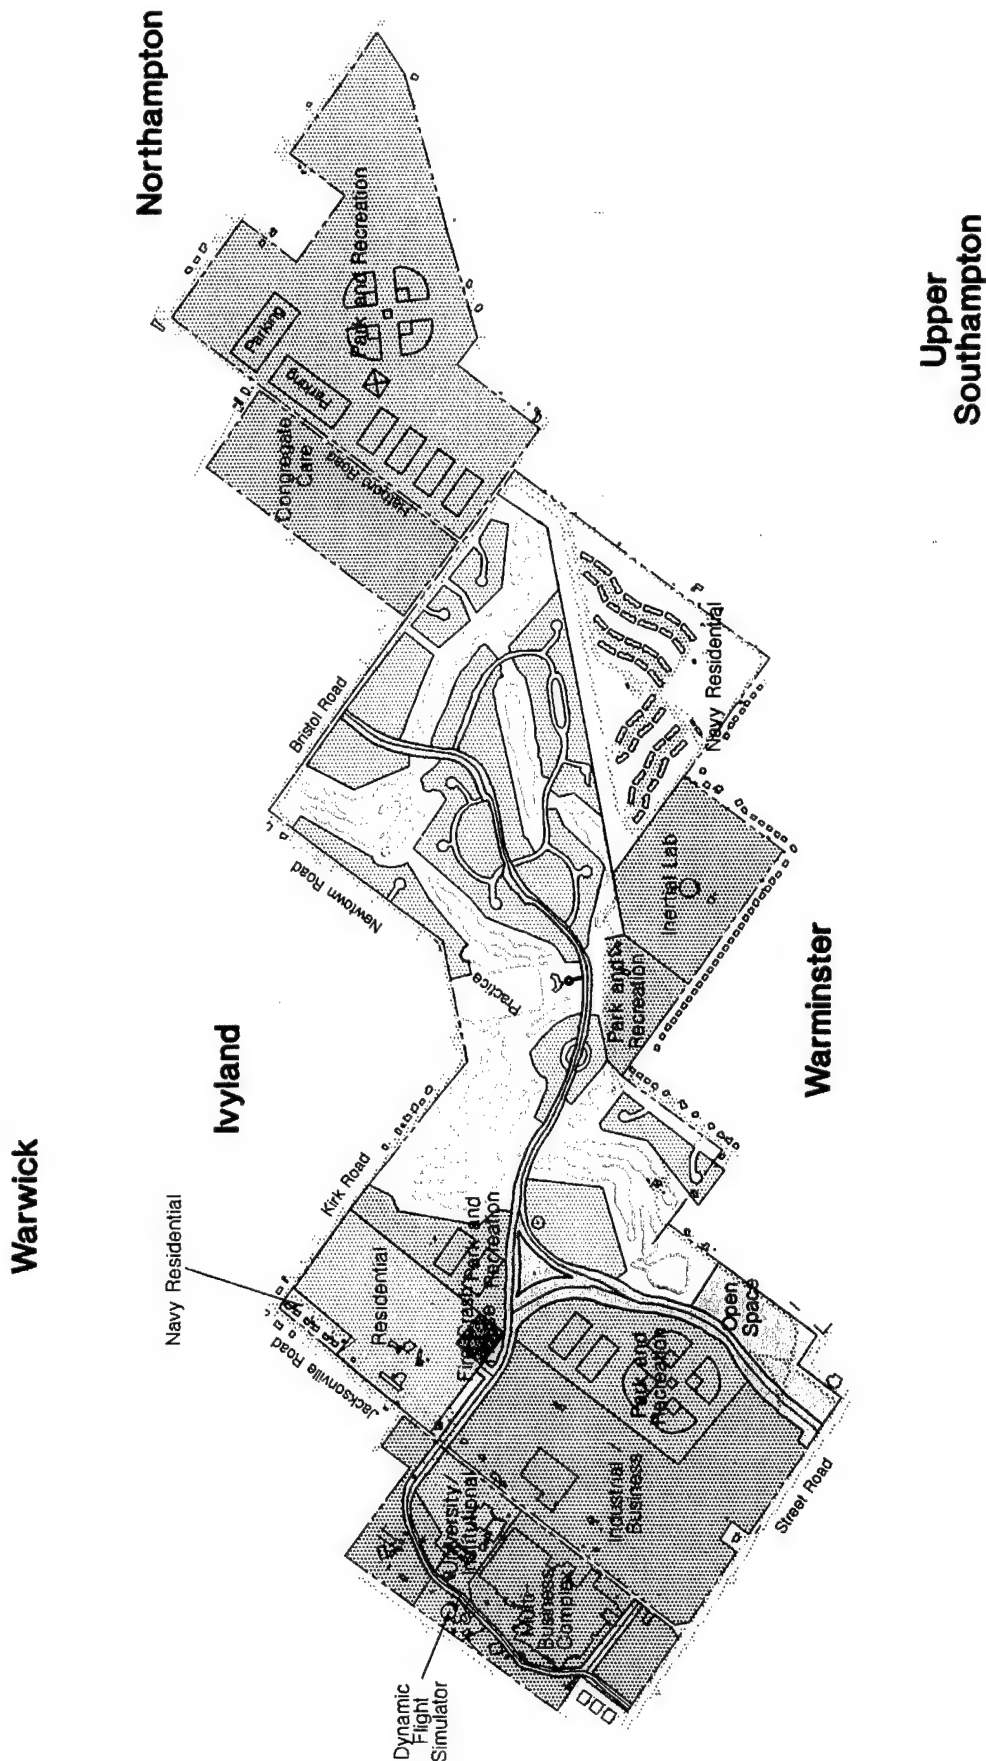 Warwick
Northampton
Ivyland
Upper
Southampton
Warminster
Navy Residential
Kirk Road
Newtown Road
Bristol Road
Jacksonville Road
Residential
Fire
Park and
Recreation
Practice
Congregate
Care
Parking
Parking
Park and Recreation
Navy Residential
Inertial Lab
Park and
Recreation
Open
Space
Park and
Recreation
Industrial /
Business
Street Road
University/
Institutional
Business
Complex
Dynamic
Flight
Simulator